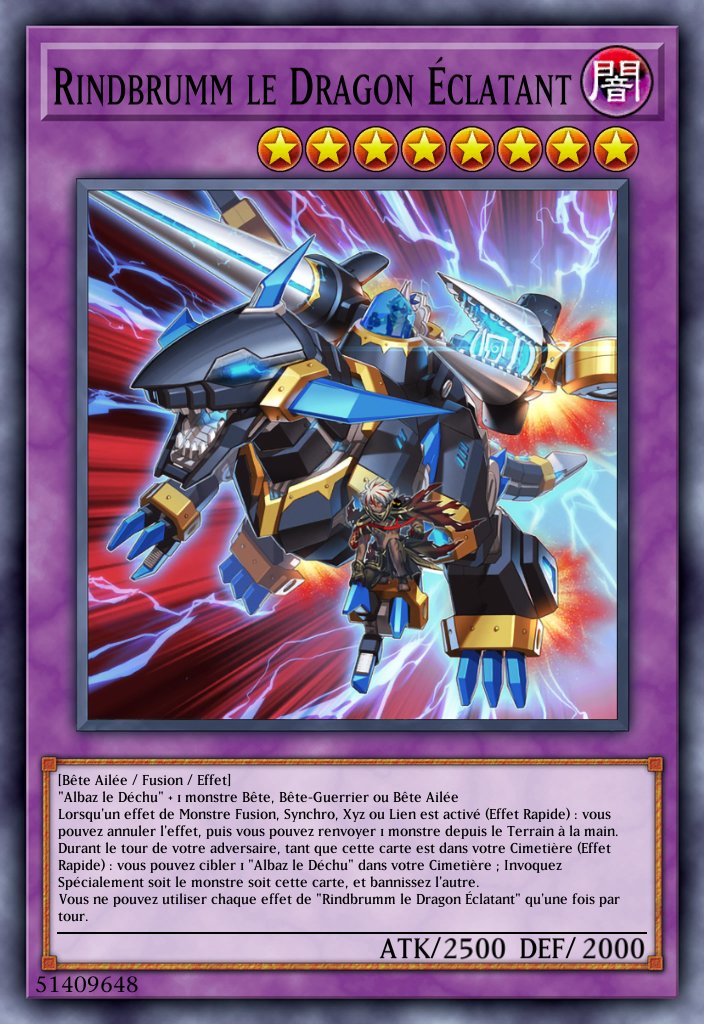 Rindbrumm le Dragon Éclatant
闇
[Bête Ailée / Fusion / Effet]
"Albaz le Déchu" + 1 monstre Bête, Bête-Guerrier ou Bête Ailée
Lorsqu'un effet de Monstre Fusion, Synchro, Xyz ou Lien est activé (Effet Rapide) : vous
pouvez annuler l'effet, puis vous pouvez renvoyer 1 monstre depuis le Terrain à la main.
Durant le tour de votre adversaire, tant que cette carte est dans votre Cimetière (Effet
Rapide) : vous pouvez cibler 1 "Albaz le Déchu" dans votre Cimetière ; Invoquez
Spécialement soit le monstre soit cette carte, et bannissez l'autre.
Vous ne pouvez utiliser chaque effet de "Rindbrumm le Dragon Éclatant" qu'une fois par
tour.
ATK/2500 DEF/ 2000
51409648